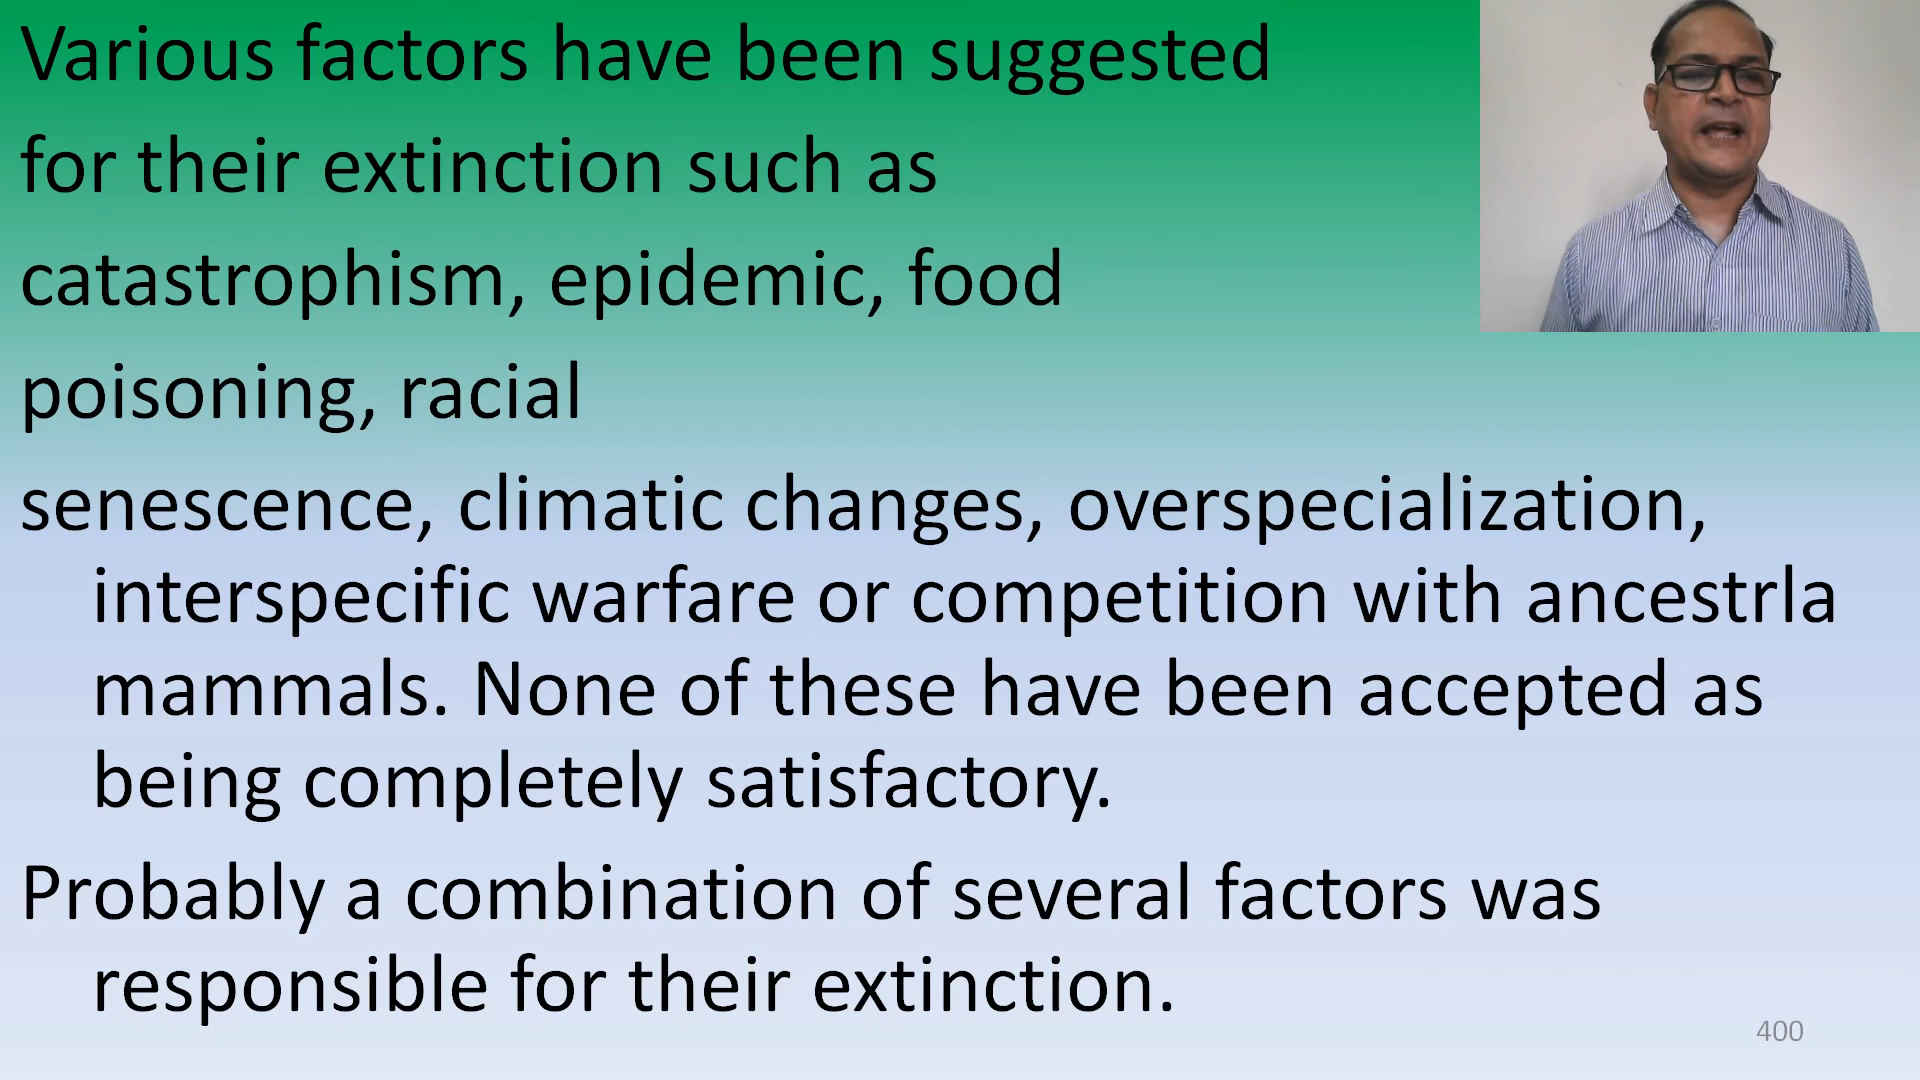 Various factors have been suggested
for their extinction such as
catastrophism, epidemic, food
poisoning, racial
senescence, climatic changes, overspecialization,
interspecific warfare or competition with ancestrla
mammals. None of these have been accepted as
being completely satisfactory.
Probably a combination of several factors was
responsible for their extinction.
400